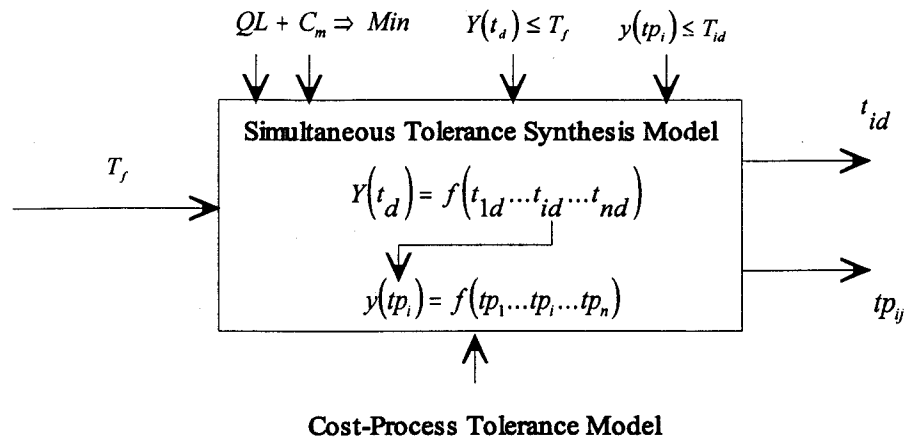 QL + C_m ⇒ Min Y(t_d) ≤ T_f y(tp_i) ≤ T_id
Simultaneous Tolerance Synthesis Model
t_id
T_f
Y(t_d) = f(t_1d...t_id...t_nd)
y(tp_i) = f(tp_1...tp_i...tp_n)
tp_ij
Cost-Process Tolerance Model